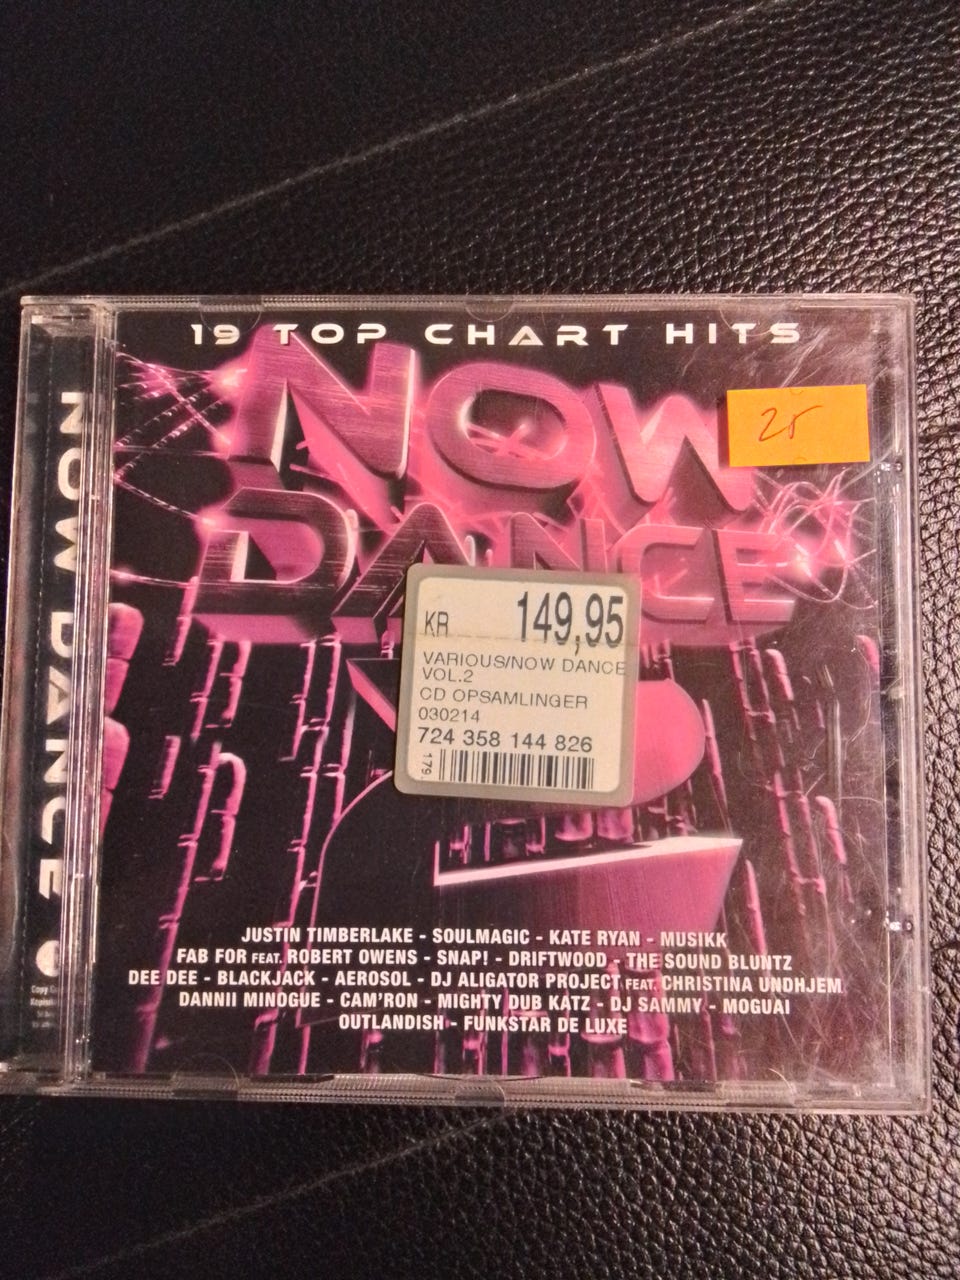 19 TOP CHART HITS
NOW
DANCE
2
25
KR 149,95
VARIOUS/NOW DANCE
VOL.2
CD OPSAMLINGER
030214
724 358 144 826
179.
NOW DANCE 2
JUSTIN TIMBERLAKE - SOULMAGIC - KATE RYAN - MUSIKK
FAB FOR FEAT. ROBERT OWENS - SNAP! - DRIFTWOOD - THE SOUND BLUNTZ
DEE DEE - BLACKJACK - AEROSOL - DJ ALIGATOR PROJECT FEAT. CHRISTINA UNDHJEM
DANNII MINOGUE - CAM'RON - MIGHTY DUB KATZ - DJ SAMMY - MOGUAI
OUTLANDISH - FUNKSTAR DE LUXE